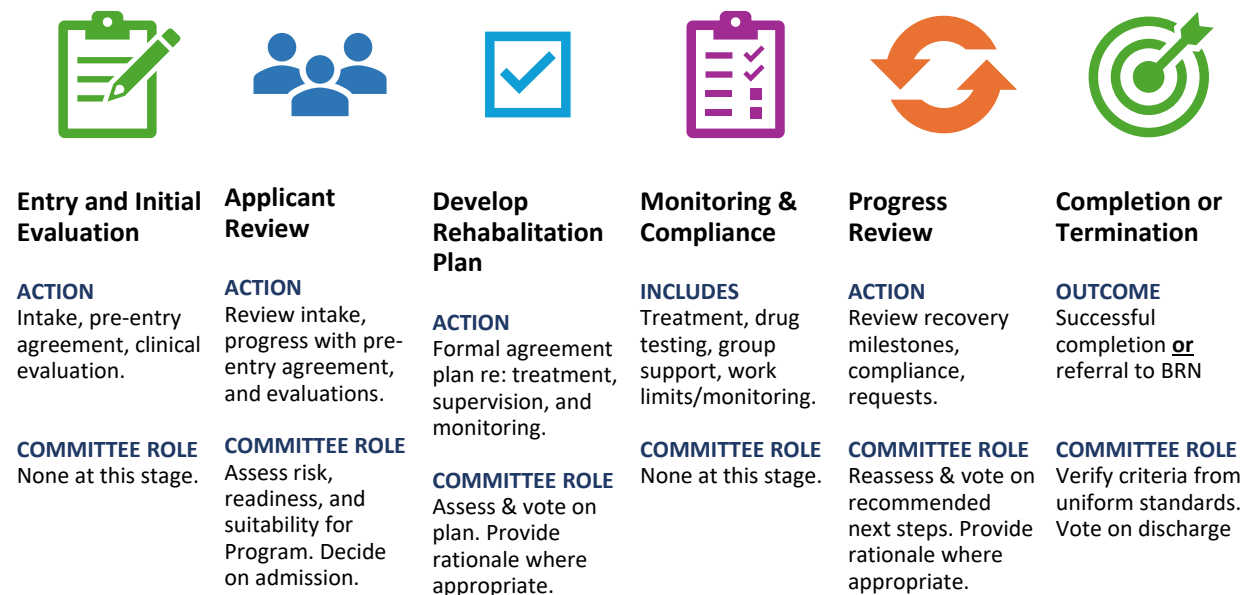 Entry and Initial
Evaluation
ACTION
Intake, pre-entry
agreement, clinical
evaluation.
COMMITTEE ROLE
None at this stage.
Applicant
Review
ACTION
Review intake,
progress with pre-
entry agreement,
and evaluations.
COMMITTEE ROLE
Assess risk,
readiness, and
suitability for
Program. Decide
on admission.
Develop
Rehabalitation
Plan
ACTION
Formal agreement
plan re: treatment,
supervision, and
monitoring.
COMMITTEE ROLE
Assess & vote on
plan. Provide
rationale where
appropriate.
Monitoring &
Compliance
INCLUDES
Treatment, drug
testing, group
support, work
limits/monitoring.
COMMITTEE ROLE
None at this stage.
Progress
Review
ACTION
Review recovery
milestones,
compliance,
requests.
COMMITTEE ROLE
Reassess & vote on
recommended
next steps. Provide
rationale where
appropriate.
Completion or
Termination
OUTCOME
Successful
completion or
referral to BRN
COMMITTEE ROLE
Verify criteria from
uniform standards.
Vote on discharge